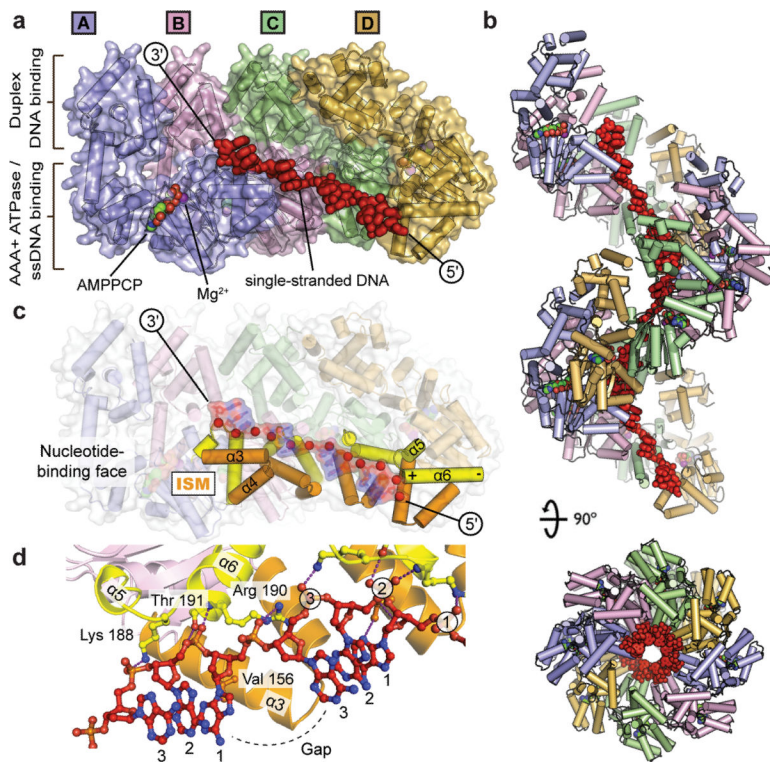 a
A B C D
b
3'
Duplex
DNA binding
AAA+ ATPase /
ssDNA binding
AMPPCP
Mg²⁺
single-stranded DNA
5'
c
3'
Nucleotide-
binding face
ISM
α3
α4
α5
α6
+ -
5'
90°
d
α5
α6
Thr 191
Arg 190
Lys 188
Val 156
α3
3 2 1
3 2 1
3 2 1
Gap